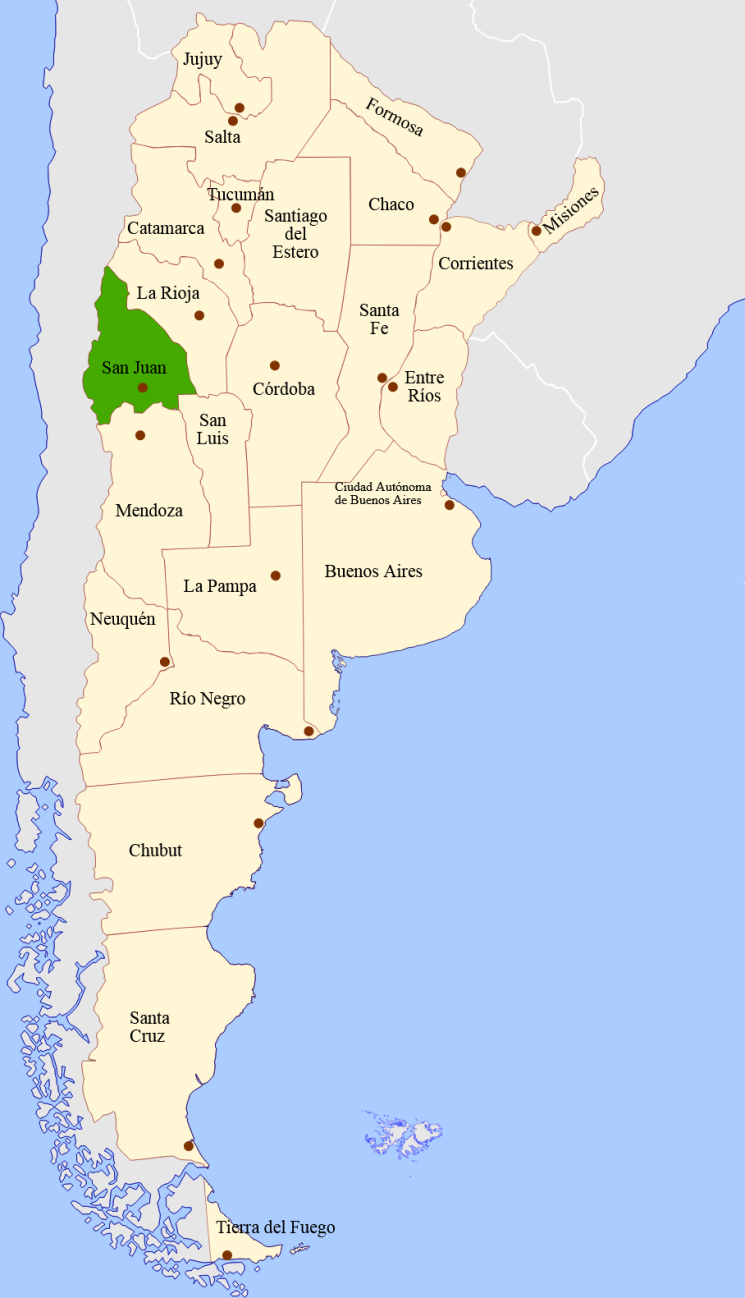 Jujuy
Formosa
Salta
Tucumán
Misiones
Chaco
Santiago
del
Estero
Catamarca
Corrientes
La Rioja
Santa
Fe
San Juan
Entre
Ríos
Córdoba
San
Luis
Ciudad Autónoma
de Buenos Aires
Mendoza
Buenos Aires
La Pampa
Neuquén
Río Negro
Chubut
Santa
Cruz
Tierra del Fuego